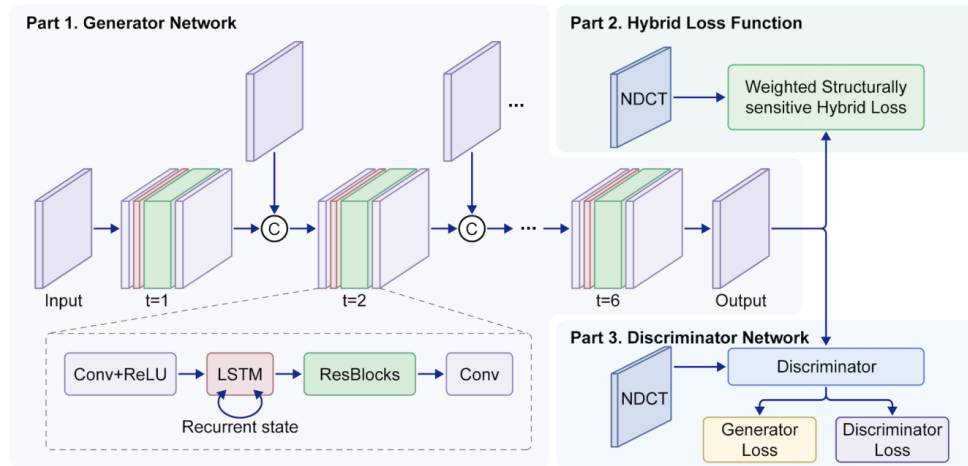 Part 1. Generator Network
Part 2. Hybrid Loss Function
NDCT
Weighted Structurally
sensitive Hybrid Loss
...
C
C
...
Input
t=1
t=2
t=6
Output
Conv+ReLU
LSTM
ResBlocks
Conv
Recurrent state
Part 3. Discriminator Network
NDCT
Discriminator
Generator
Loss
Discriminator
Loss